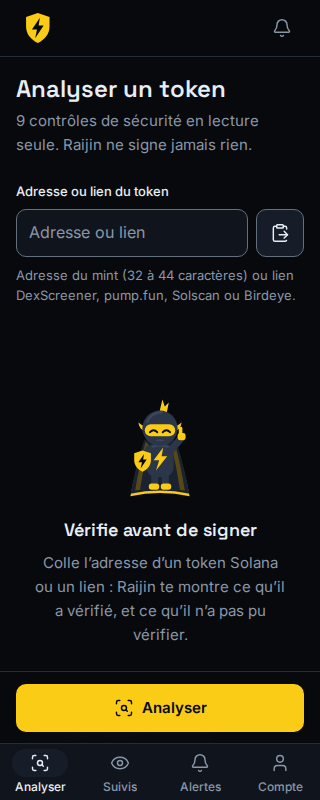 Analyser un token
9 contrôles de sécurité en lecture
seule. Raijin ne signe jamais rien.
Adresse ou lien du token
Adresse ou lien
Adresse du mint (32 à 44 caractères) ou lien
DexScreener, pump.fun, Solscan ou Birdeye.
Vérifie avant de signer
Colle l’adresse d’un token Solana
ou un lien : Raijin te montre ce qu’il
a vérifié, et ce qu’il n’a pas pu
vérifier.
Analyser
Analyser
Suivis
Alertes
Compte